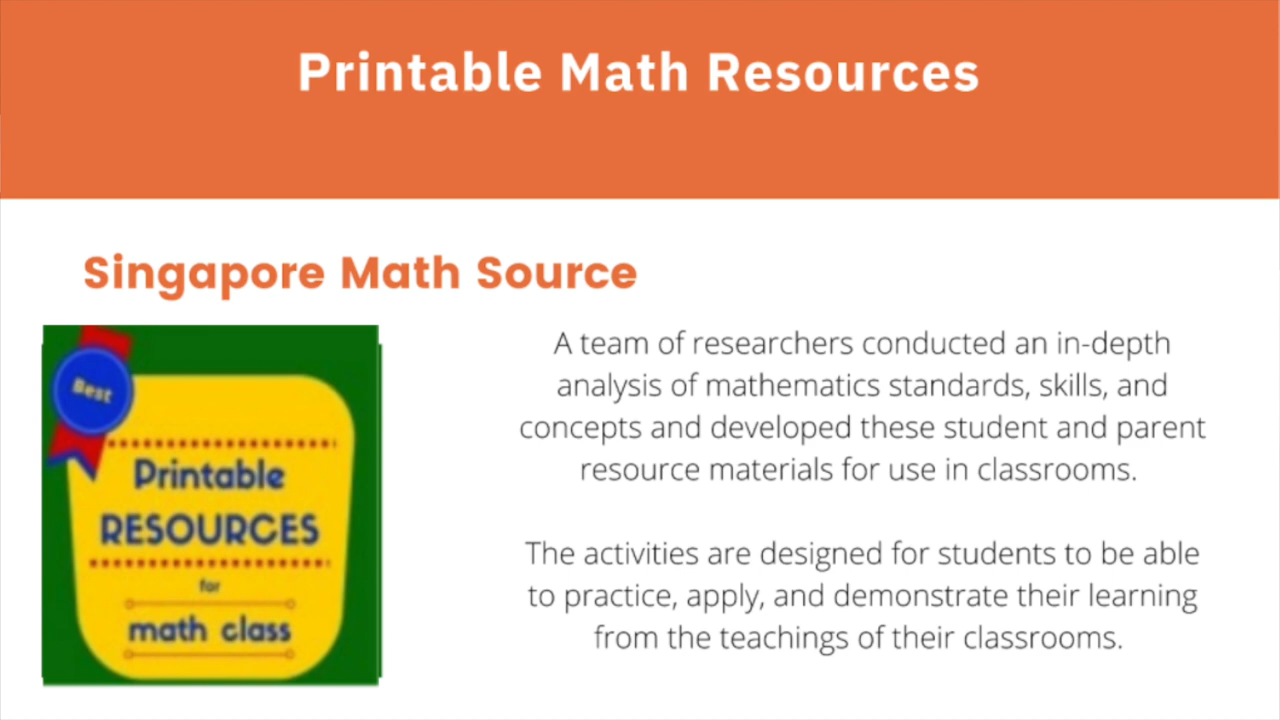 Printable Math Resources
Singapore Math Source
Best
Printable
RESOURCES
for
math class
A team of researchers conducted an in-depth
analysis of mathematics standards, skills, and
concepts and developed these student and parent
resource materials for use in classrooms.
The activities are designed for students to be able
to practice, apply, and demonstrate their learning
from the teachings of their classrooms.